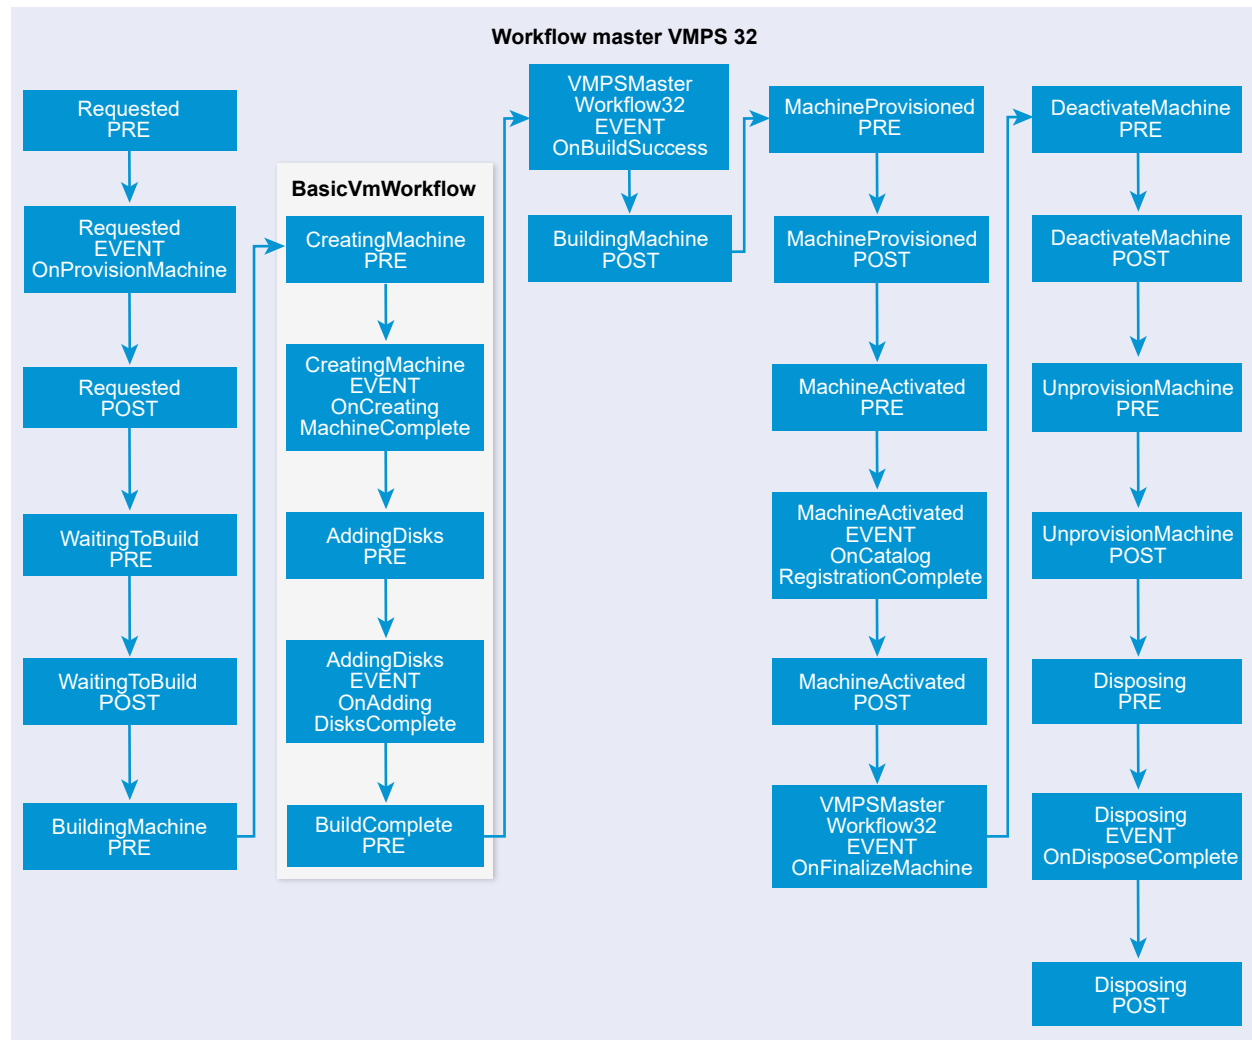 Workflow master VMPS 32
Requested
PRE
Requested
EVENT
OnProvisionMachine
Requested
POST
WaitingToBuild
PRE
WaitingToBuild
POST
BuildingMachine
PRE
BasicVmWorkflow
CreatingMachine
PRE
CreatingMachine
EVENT
OnCreating
MachineComplete
AddingDisks
PRE
AddingDisks
EVENT
OnAdding
DisksComplete
BuildComplete
PRE
VMPSMaster
Workflow32
EVENT
OnBuildSuccess
BuildingMachine
POST
MachineProvisioned
PRE
MachineProvisioned
POST
MachineActivated
PRE
MachineActivated
EVENT
OnCatalog
RegistrationComplete
MachineActivated
POST
VMPSMaster
Workflow32
EVENT
OnFinalizeMachine
DeactivateMachine
PRE
DeactivateMachine
POST
UnprovisionMachine
PRE
UnprovisionMachine
POST
Disposing
PRE
Disposing
EVENT
OnDisposeComplete
Disposing
POST